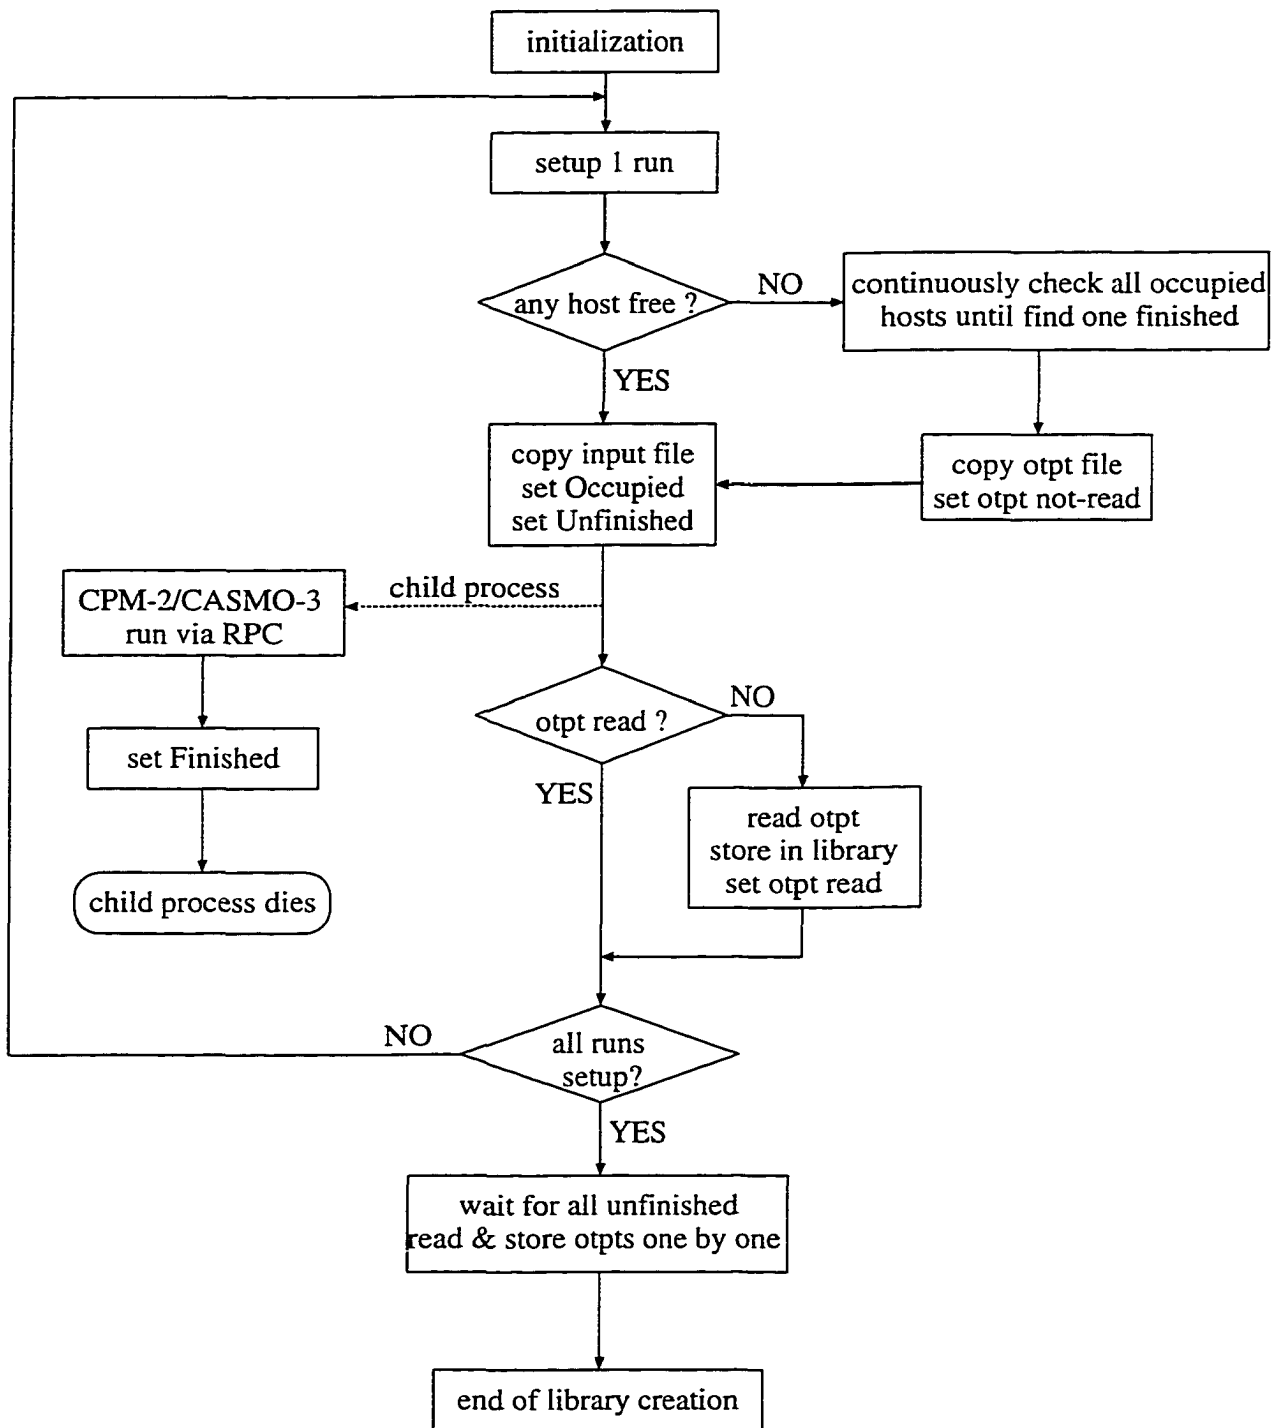 initialization
setup 1 run
any host free ?
NO
continuously check all occupied
hosts until find one finished
YES
copy input file
set Occupied
set Unfinished
copy otpt file
set otpt not-read
child process
CPM-2/CASMO-3
run via RPC
otpt read ?
NO
set Finished
YES
read otpt
store in library
set otpt read
child process dies
NO
all runs
setup?
YES
wait for all unfinished
read & store otpts one by one
end of library creation